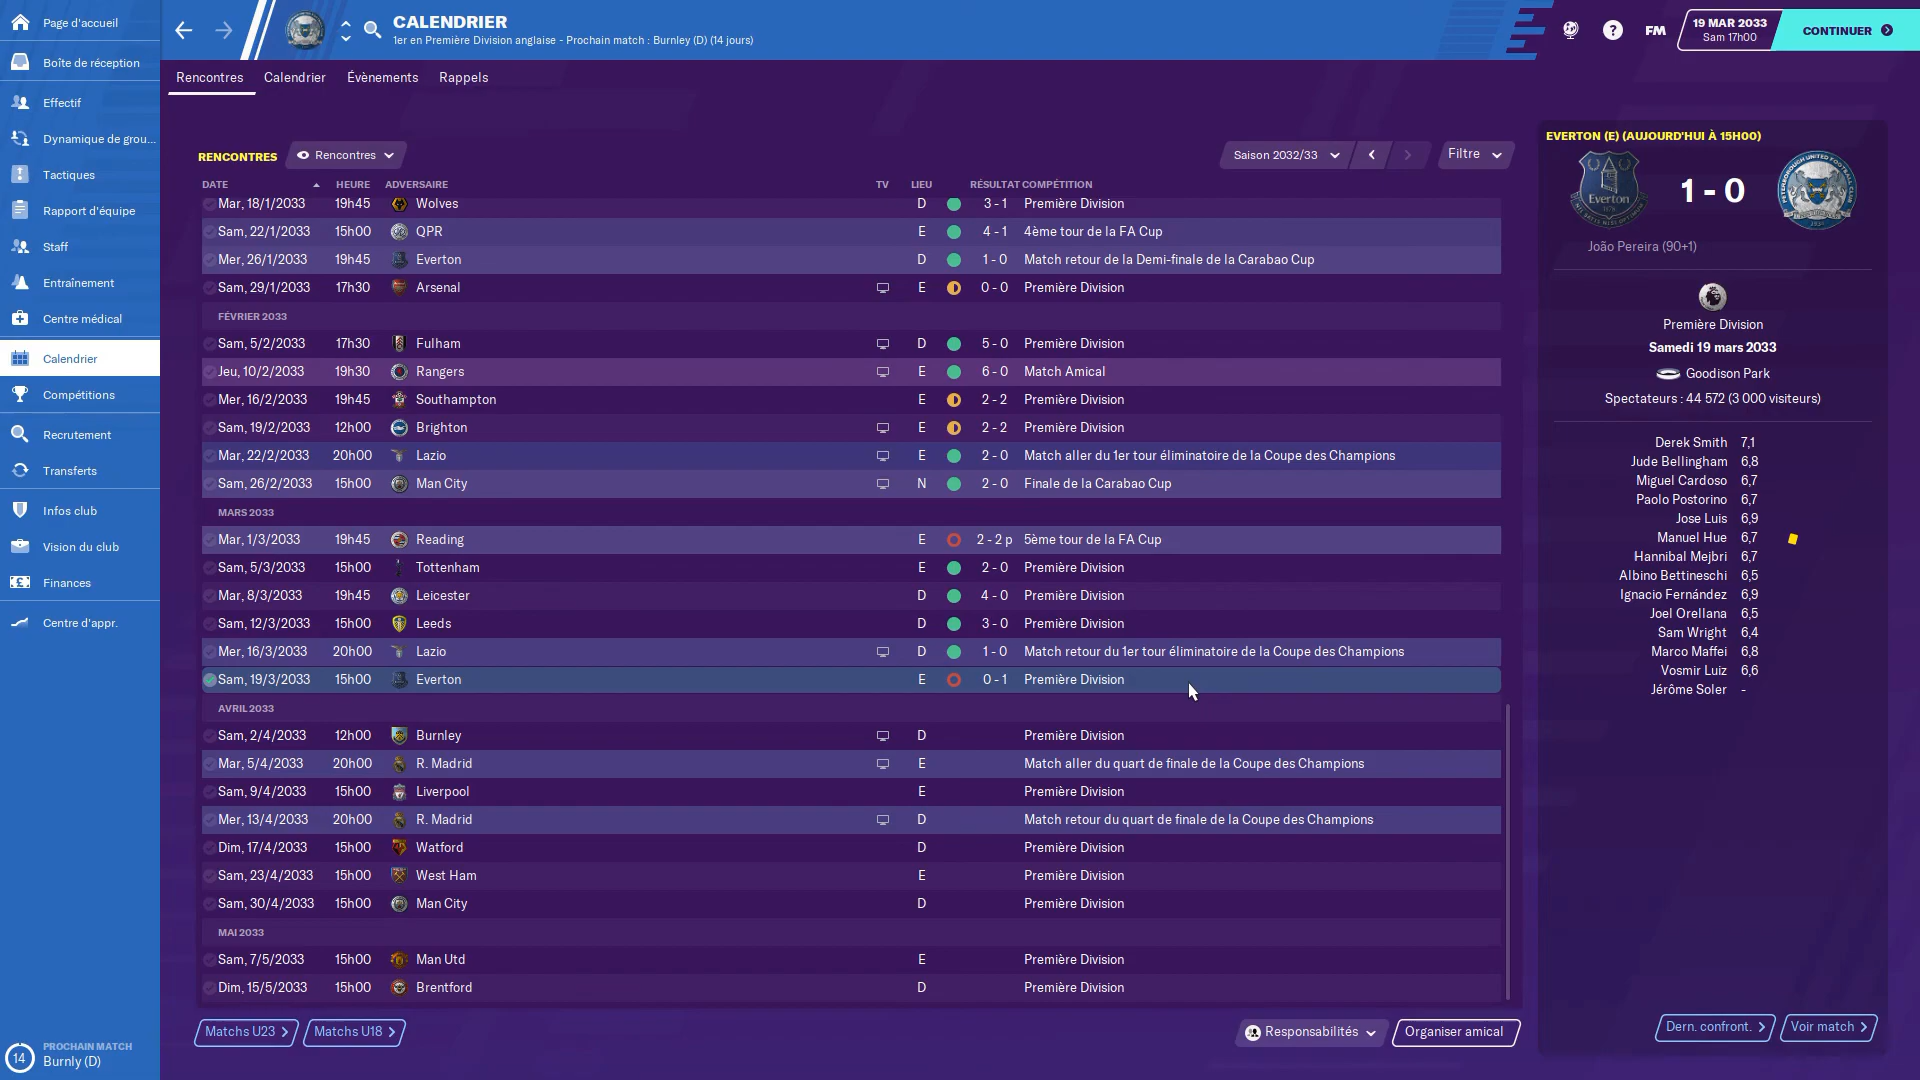 Page d'accueil
Boîte de réception
Effectif
Dynamique de grou...
Tactiques
Rapport d'équipe
Staff
Entraînement
Centre médical
Calendrier
Compétitions
Recrutement
Transferts
Infos club
Vision du club
Finances
Centre d'appr.
14
PROCHAIN MATCH
Burnly (D)
CALENDRIER
1er en Première Division anglaise - Prochain match : Burnley (D) (14 jours)
?
FM
19 MAR 2033
Sam 17h00
CONTINUER
Rencontres Calendrier Évènements Rappels
RENCONTRES Rencontres Saison 2032/33 Filtre
DATE HEURE ADVERSAIRE TV LIEU RÉSULTAT COMPÉTITION
Mar, 18/1/2033 19h45 Wolves D 3 - 1 Première Division
Sam, 22/1/2033 15h00 QPR E 4 - 1 4ème tour de la FA Cup
Mer, 26/1/2033 19h45 Everton D 1 - 0 Match retour de la Demi-finale de la Carabao Cup
Sam, 29/1/2033 17h30 Arsenal E 0 - 0 Première Division
FÉVRIER 2033
Sam, 5/2/2033 17h30 Fulham D 5 - 0 Première Division
Jeu, 10/2/2033 19h30 Rangers E 6 - 0 Match Amical
Mer, 16/2/2033 19h45 Southampton E 2 - 2 Première Division
Sam, 19/2/2033 12h00 Brighton E 2 - 2 Première Division
Mar, 22/2/2033 20h00 Lazio E 2 - 0 Match aller du 1er tour éliminatoire de la Coupe des Champions
Sam, 26/2/2033 15h00 Man City N 2 - 0 Finale de la Carabao Cup
MARS 2033
Mar, 1/3/2033 19h45 Reading E 2 - 2 p 5ème tour de la FA Cup
Sam, 5/3/2033 15h00 Tottenham E 2 - 0 Première Division
Mar, 8/3/2033 19h45 Leicester D 4 - 0 Première Division
Sam, 12/3/2033 15h00 Leeds D 3 - 0 Première Division
Mer, 16/3/2033 20h00 Lazio D 1 - 0 Match retour du 1er tour éliminatoire de la Coupe des Champions
Sam, 19/3/2033 15h00 Everton E 0 - 1 Première Division
AVRIL 2033
Sam, 2/4/2033 12h00 Burnley D Première Division
Mar, 5/4/2033 20h00 R. Madrid E Match aller du quart de finale de la Coupe des Champions
Sam, 9/4/2033 15h00 Liverpool E Première Division
Mer, 13/4/2033 20h00 R. Madrid D Match retour du quart de finale de la Coupe des Champions
Dim, 17/4/2033 15h00 Watford D Première Division
Sam, 23/4/2033 15h00 West Ham E Première Division
Sam, 30/4/2033 15h00 Man City D Première Division
MAI 2033
Sam, 7/5/2033 15h00 Man Utd E Première Division
Dim, 15/5/2033 15h00 Brentford D Première Division
Matchs U23 Matchs U18 Responsabilités Organiser amical
EVERTON (E) (AUJOURD'HUI À 15H00)
Everton
1 - 0
João Pereira (90+1)
Première Division
Samedi 19 mars 2033
Goodison Park
Spectateurs : 44 572 (3 000 visiteurs)
Derek Smith 7,1
Jude Bellingham 6,8
Miguel Cardoso 6,7
Paolo Postorino 6,7
Jose Luis 6,9
Manuel Hue 6,7
Hannibal Mejbri 6,7
Albino Bettineschi 6,5
Ignacio Fernández 6,9
Joel Orellana 6,5
Sam Wright 6,4
Marco Maffei 6,8
Vosmir Luiz 6,6
Jérôme Soler -
Dern. confront. Voir match